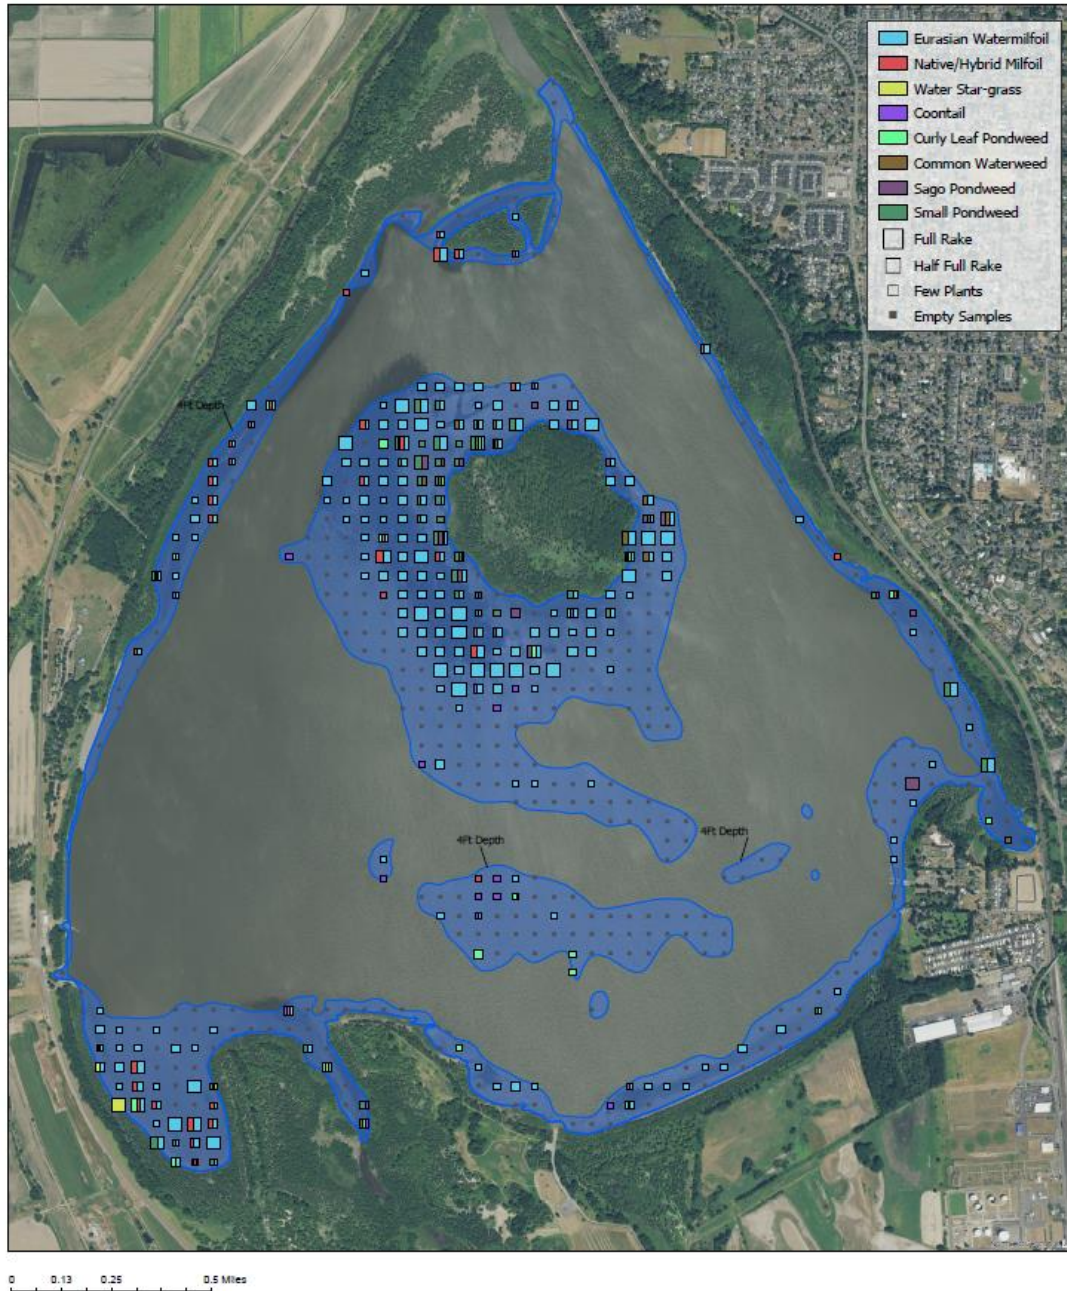 Eurasian Watermilfoil
Native/Hybrid Milfoil
Water Star-grass
Coontail
Curly Leaf Pondweed
Common Waterweed
Sago Pondweed
Small Pondweed
Full Rake
Half Full Rake
Few Plants
Empty Samples
4Ft Depth
4Ft Depth
4Ft Depth
0 0.13 0.25 0.5 Miles